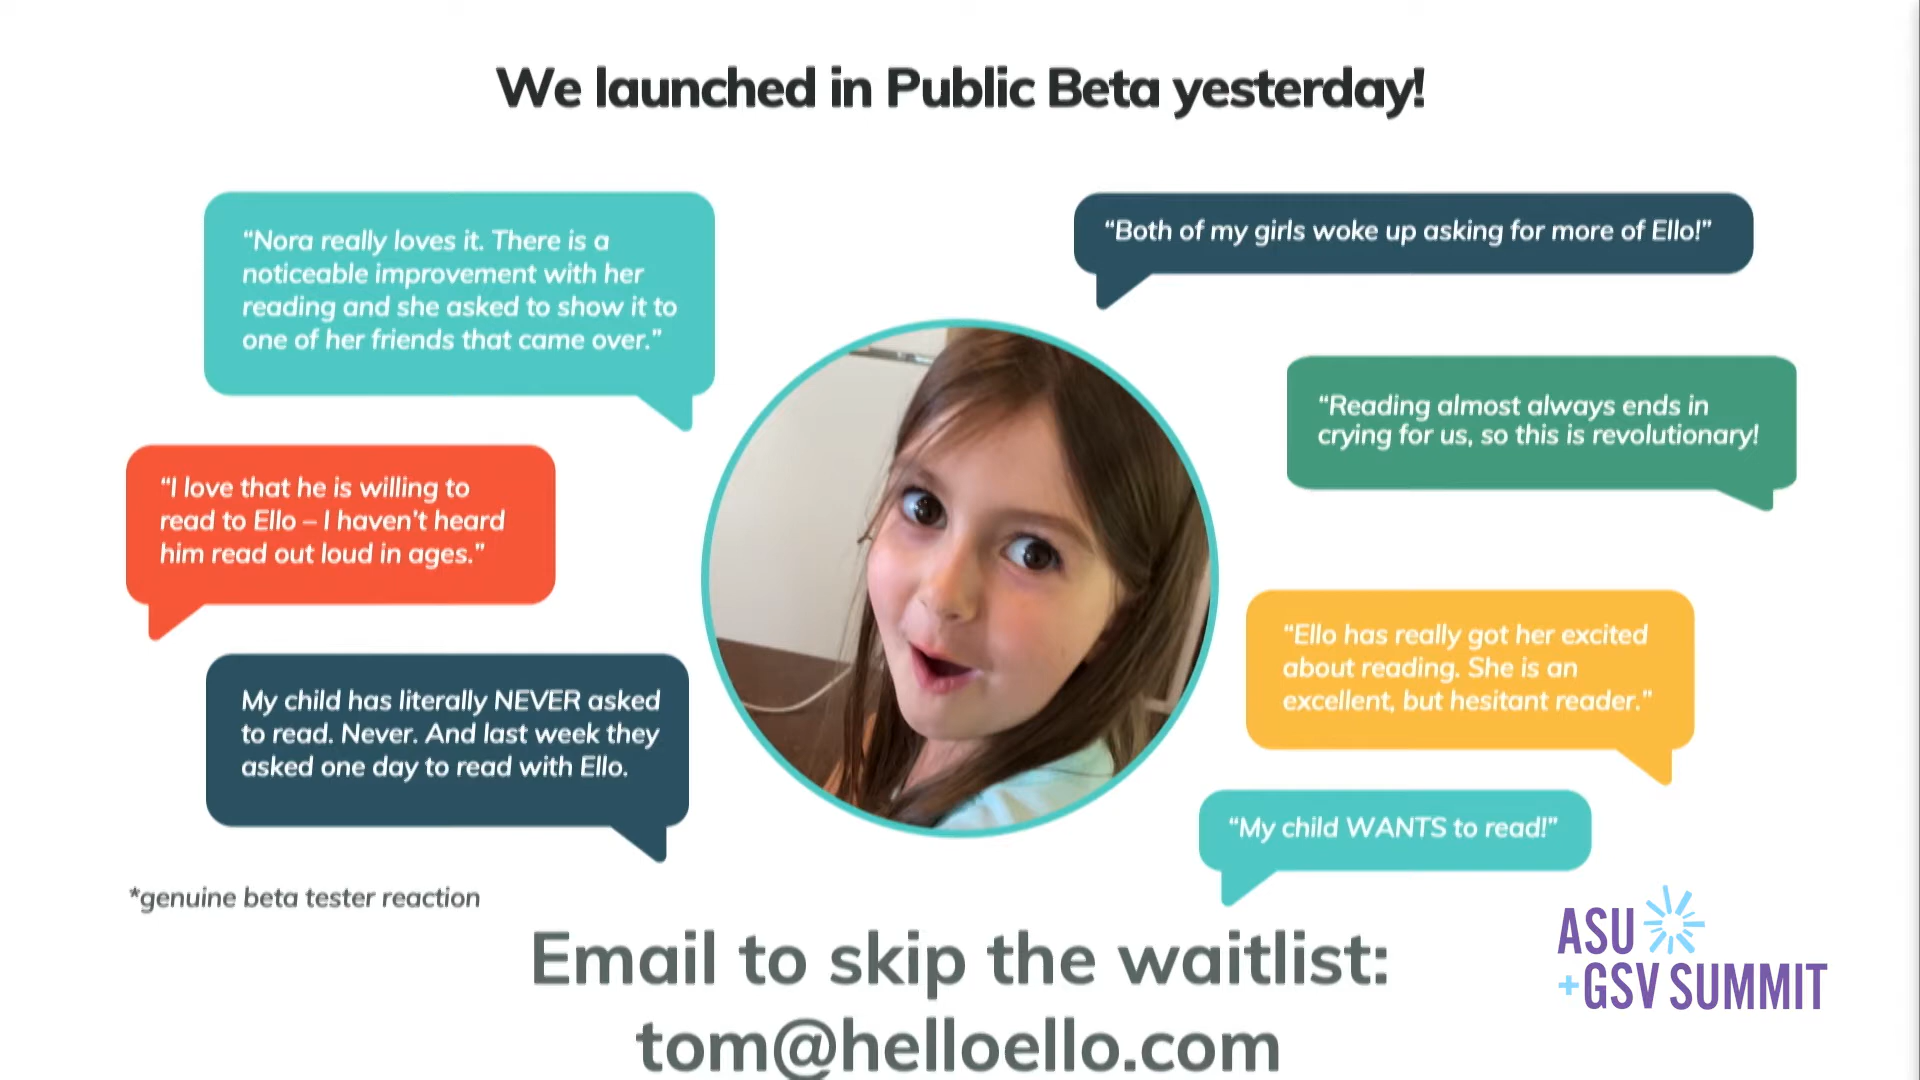 We launched in Public Beta yesterday!
“Nora really loves it. There is a
noticeable improvement with her
reading and she asked to show it to
one of her friends that came over.”
“Both of my girls woke up asking for more of Ello!”
“Reading almost always ends in
crying for us, so this is revolutionary!
“I love that he is willing to
read to Ello – I haven’t heard
him read out loud in ages.”
“Ello has really got her excited
about reading. She is an
excellent, but hesitant reader.”
My child has literally NEVER asked
to read. Never. And last week they
asked one day to read with Ello.
“My child WANTS to read!”
*genuine beta tester reaction
Email to skip the waitlist:
tom@helloello.com
ASU
+GSV SUMMIT